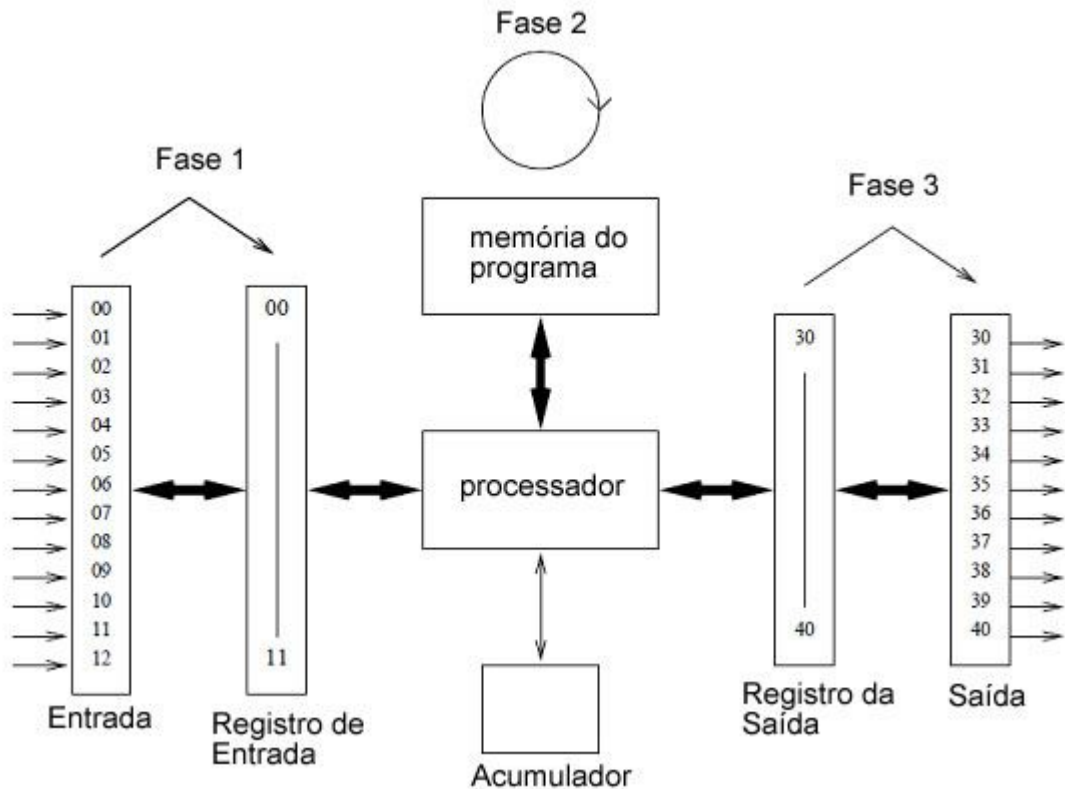 Fase 2
Fase 1
Fase 3
memória do
programa
00
01
02
03
04
05
06
07
08
09
10
11
12
00
11
processador
30
40
30
31
32
33
34
35
36
37
38
39
40
Entrada
Registro de
Entrada
Acumulador
Registro da
Saída
Saída